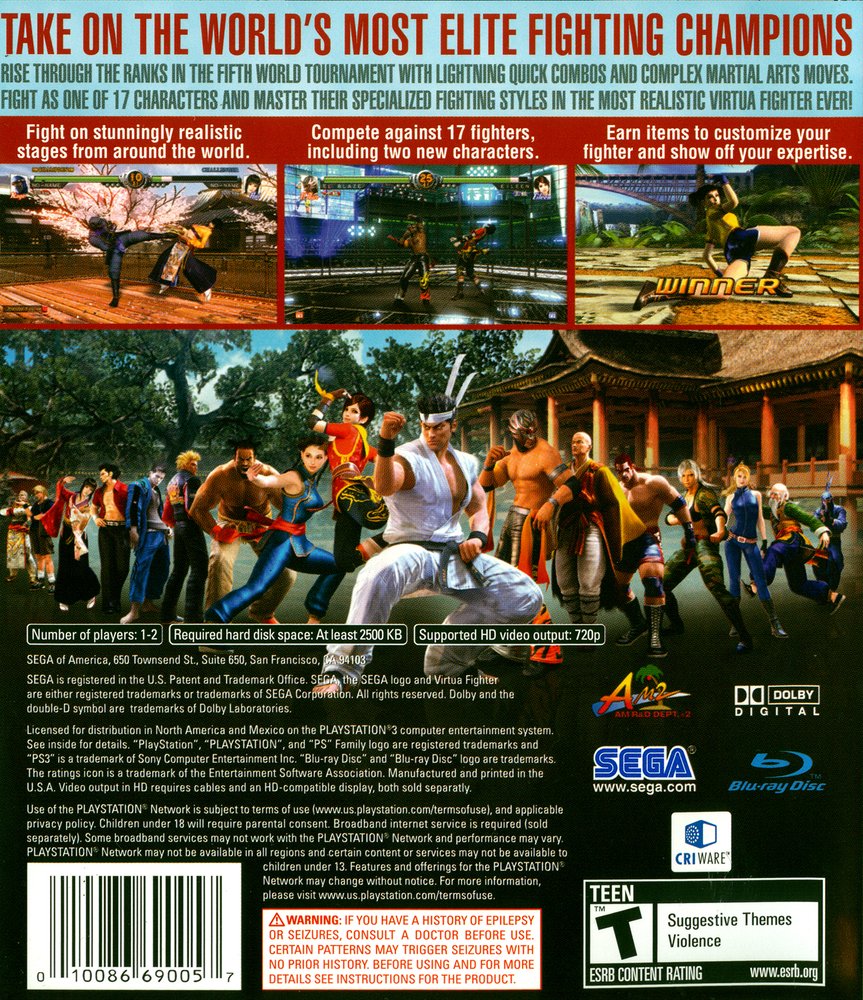 TAKE ON THE WORLD'S MOST ELITE FIGHTING CHAMPIONS
RISE THROUGH THE RANKS IN THE FIFTH WORLD TOURNAMENT WITH LIGHTNING QUICK COMBOS AND COMPLEX MARTIAL ARTS MOVES.
FIGHT AS ONE OF 17 CHARACTERS AND MASTER THEIR SPECIALIZED FIGHTING STYLES IN THE MOST REALISTIC VIRTUA FIGHTER EVER!
Fight on stunningly realistic
stages from around the world.
Compete against 17 fighters,
including two new characters.
Earn items to customize your
fighter and show off your expertise.
CHALLENGER
10
NO-NAME
NO-NAME
25
EL BLAZE
EILEEN
WINNER
Number of players: 1-2
Required hard disk space: At least 2500 KB
Supported HD video output: 720p
SEGA of America, 650 Townsend St., Suite 650, San Francisco, CA 94103
SEGA is registered in the U.S. Patent and Trademark Office. SEGA, the SEGA logo and Virtua Fighter
are either registered trademarks or trademarks of SEGA Corporation. All rights reserved. Dolby and the
double-D symbol are trademarks of Dolby Laboratories.
Licensed for distribution in North America and Mexico on the PLAYSTATION®3 computer entertainment system.
See inside for details. "PlayStation", "PLAYSTATION", and "PS" Family logo are registered trademarks and
"PS3" is a trademark of Sony Computer Entertainment Inc. "Blu-ray Disc" and "Blu-ray Disc" logo are trademarks.
The ratings icon is a trademark of the Entertainment Software Association. Manufactured and printed in the
U.S.A. Video output in HD requires cables and an HD-compatible display, both sold separately.
Use of the PLAYSTATION® Network is subject to terms of use (www.us.playstation.com/termsofuse), and applicable
privacy policy. Children under 18 will require parental consent. Broadband internet service is required (sold
separately). Some broadband services may not work with the PLAYSTATION® Network and performance may vary.
PLAYSTATION® Network may not be available in all regions and certain content or services may not be available to
children under 13. Features and offerings for the PLAYSTATION®
Network may change without notice. For more information,
please visit www.us.playstation.com/termsofuse.
AM2
AM R&D DEPT.-2
DOLBY
DIGITAL
SEGA®
www.sega.com
Blu-ray Disc™
CRIWARE™
0 10086 69005 7
WARNING: IF YOU HAVE A HISTORY OF EPILEPSY
OR SEIZURES, CONSULT A DOCTOR BEFORE USE.
CERTAIN PATTERNS MAY TRIGGER SEIZURES WITH
NO PRIOR HISTORY. BEFORE USING AND FOR MORE
DETAILS SEE INSTRUCTIONS FOR THE PRODUCT.
TEEN
™
T
Suggestive Themes
Violence
ESRB CONTENT RATING
www.esrb.org